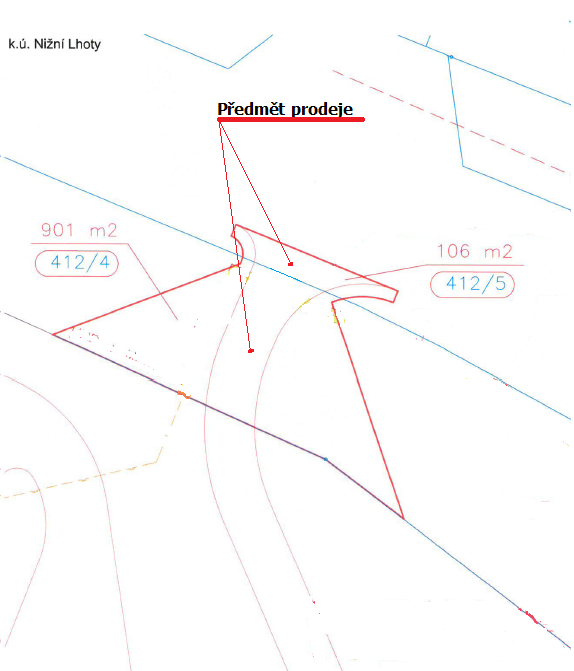 k.ú. Nižní Lhoty
Předmět prodeje
901 m2
412/4
106 m2
412/5